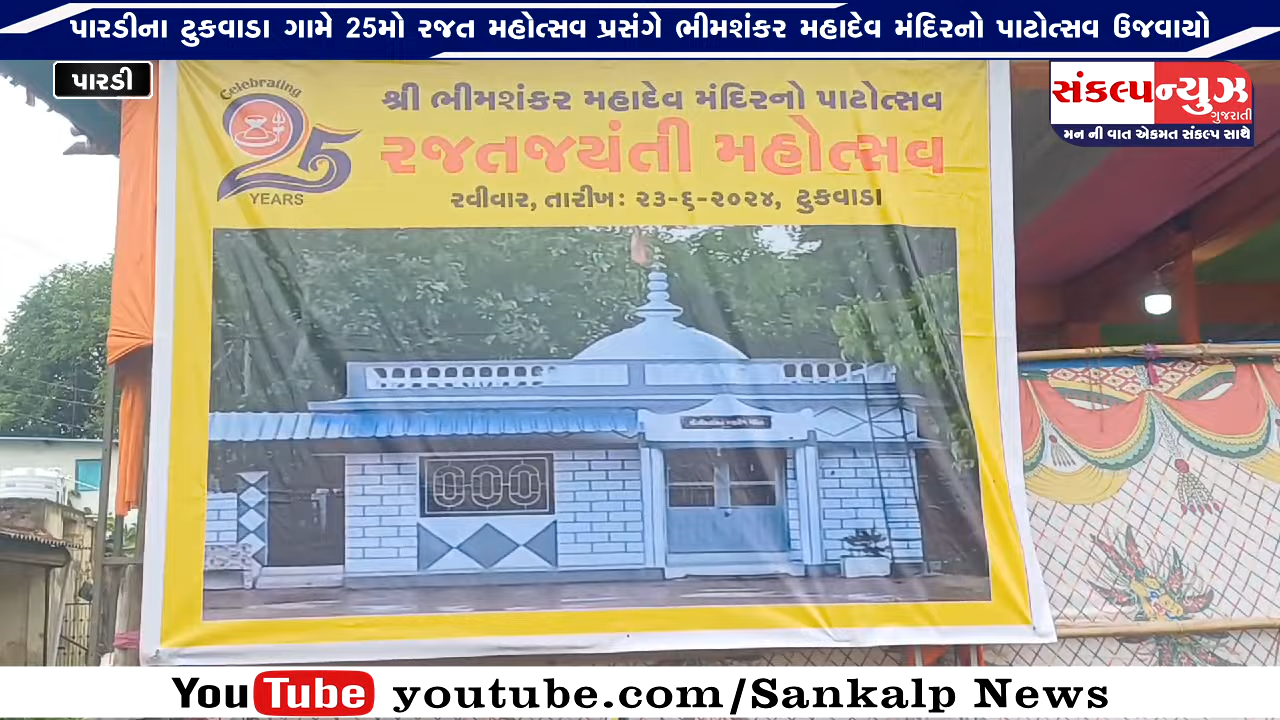 પારડીના ટુકવાડા ગામે 25મો રજત મહોત્સવ પ્રસંગે ભીમશંકર મહાદેવ મંદિરનો પાટોત્સવ ઉજવાયો
પારડી
સંકલ્પન્યુઝ
ગુજરાતી
મન ની વાત એકમત સંકલ્પ સાથે
Celebrating
25
YEARS
શ્રી ભીમશંકર મહાદેવ મંદિરનો પાટોત્સવ
રજતજયંતી મહોત્સવ
રવીવાર, તારીખ: ૨૩-૬-૨૦૨૪, ટુકવાડા
YouTube youtube.com/Sankalp News